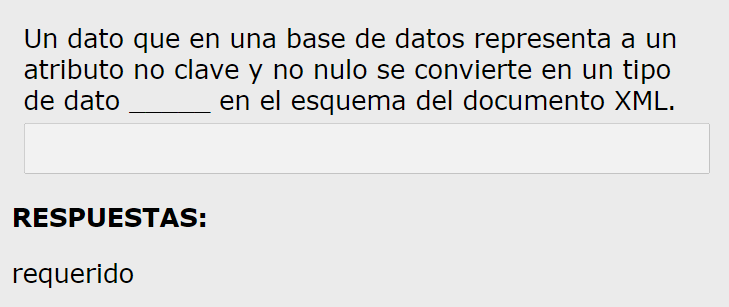 Un dato que en una base de datos representa a un
atributo no clave y no nulo se convierte en un tipo
de dato ______ en el esquema del documento XML.
RESPUESTAS:
requerido